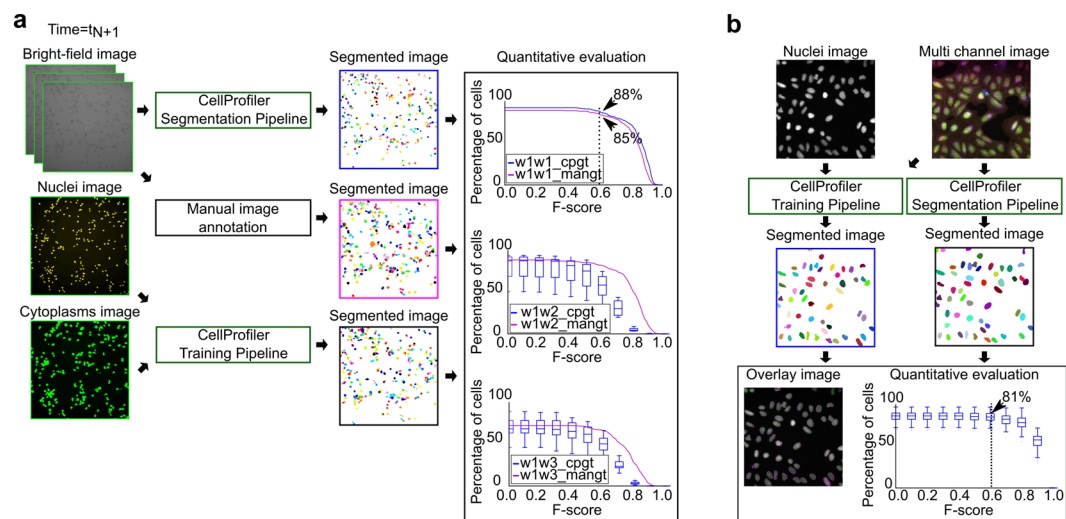 a
Time=tN+1
Bright-field image
CellProfiler
Segmentation Pipeline
Segmented image
Quantitative evaluation
Percentage of cells
100
50
0
88%
85%
w1w1_cpgt
w1w1_mangt
0.0 0.2 0.4 0.6 0.8 1.0
F-score
Nuclei image
Manual image
annotation
Segmented image
Percentage of cells
100
50
0
w1w2_cpgt
w1w2_mangt
0.0 0.2 0.4 0.6 0.8 1.0
F-score
Cytoplasms image
CellProfiler
Training Pipeline
Segmented image
Percentage of cells
100
50
0
w1w3_cpgt
w1w3_mangt
0.0 0.2 0.4 0.6 0.8 1.0
F-score
b
Nuclei image
Multi channel image
CellProfiler
Training Pipeline
CellProfiler
Segmentation Pipeline
Segmented image
Segmented image
Overlay image
Quantitative evaluation
Percentage of cells
100
50
0
81%
0.0 0.2 0.4 0.6 0.8 1.0
F-score